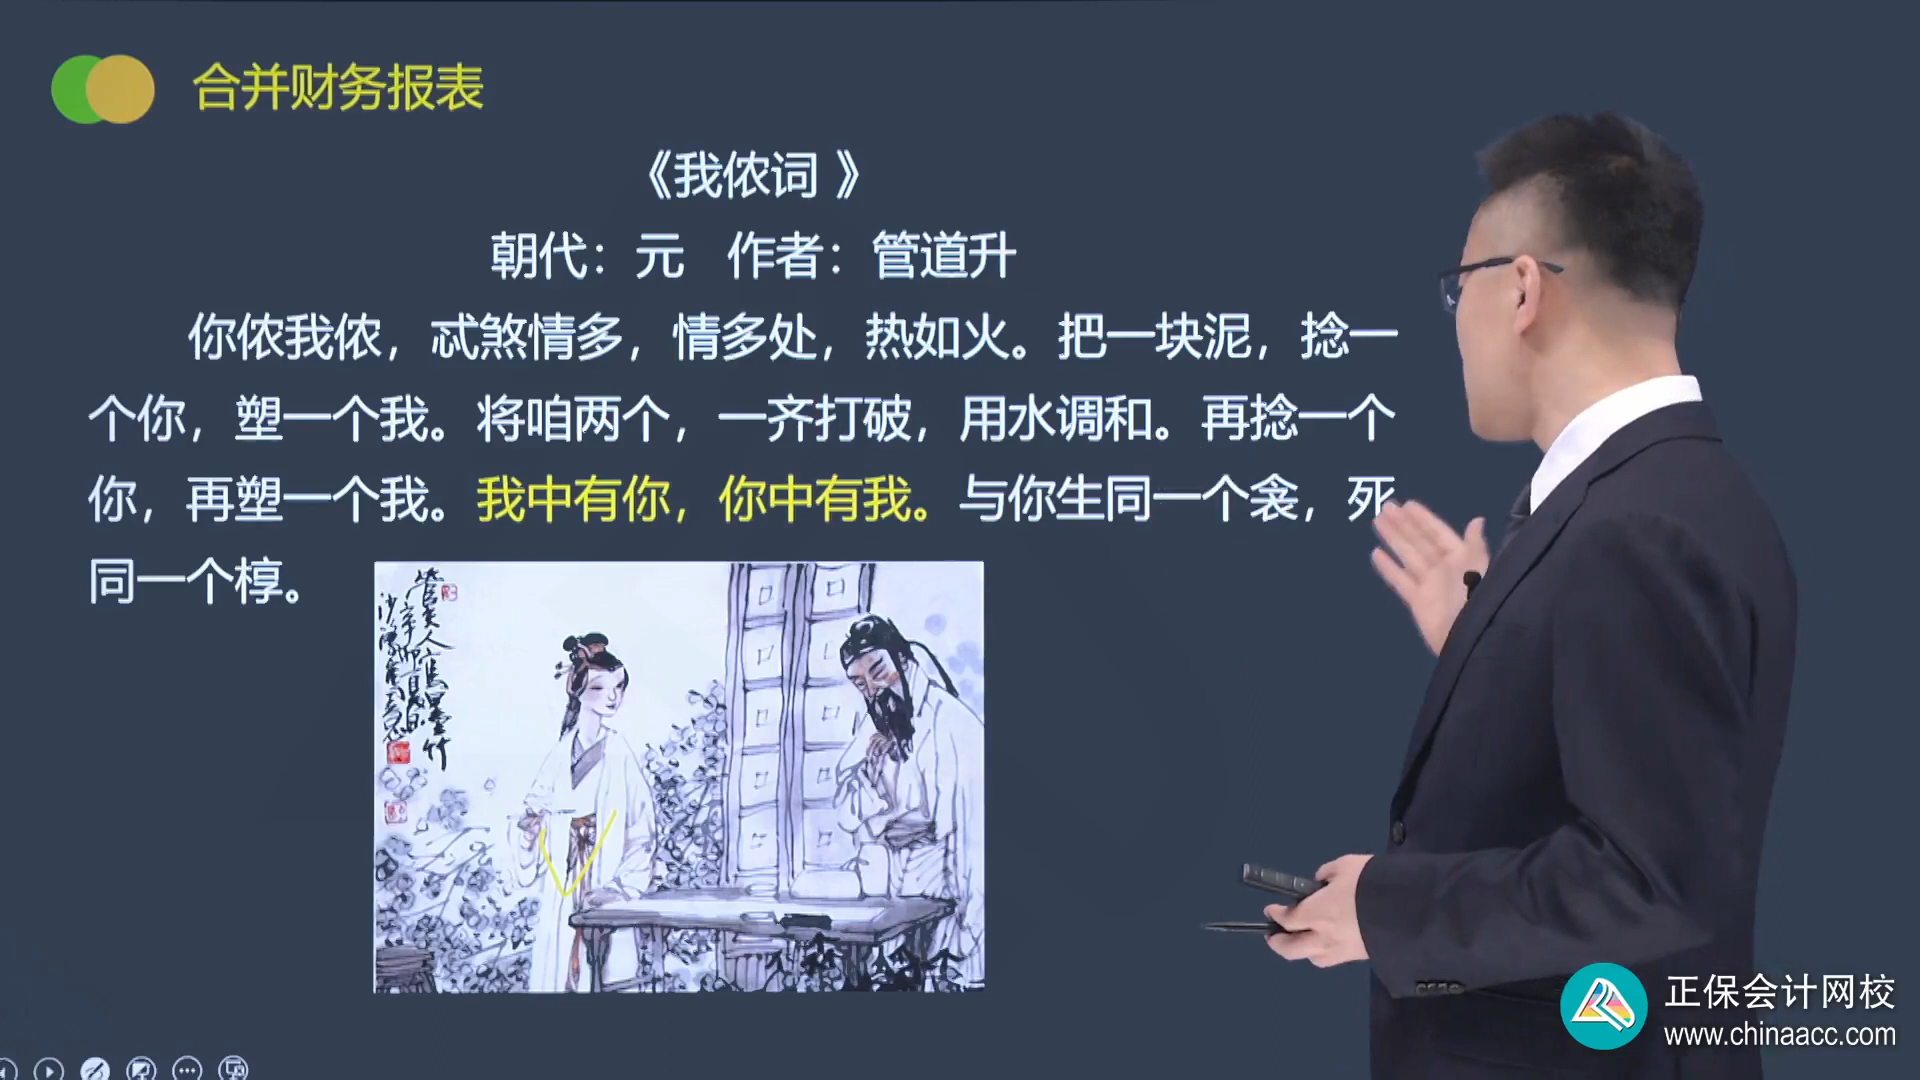 合并财务报表
《我侬词 》
朝代：元 作者：管道升
你侬我侬，忒煞情多，情多处，热如火。把一块泥，捻一
个你，塑一个我。将咱两个，一齐打破，用水调和。再捻一个
你，再塑一个我。我中有你，你中有我。与你生同一个衾，死
同一个椁。
正保会计网校
www.chinaacc.com